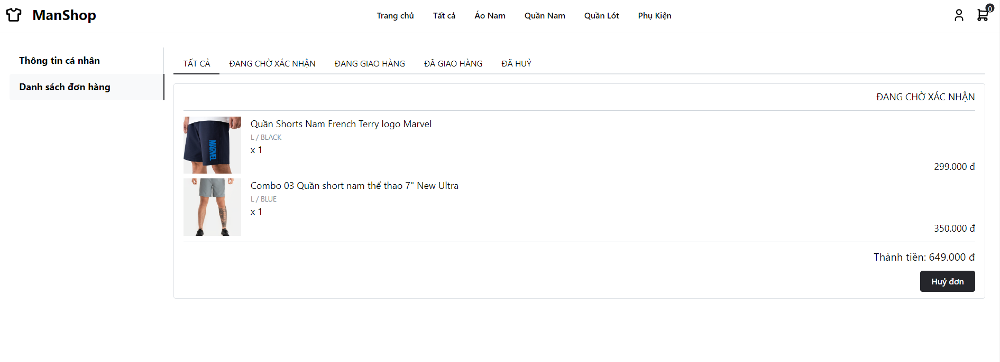 ManShop
Trang chủ Tất cả Áo Nam Quần Nam Quần Lót Phụ Kiện
0
Thông tin cá nhân
Danh sách đơn hàng
TẤT CẢ ĐANG CHỜ XÁC NHẬN ĐANG GIAO HÀNG ĐÃ GIAO HÀNG ĐÃ HUỶ
ĐANG CHỜ XÁC NHẬN
MARVEL
Quần Shorts Nam French Terry logo Marvel
L / BLACK
x 1
299.000 đ
Combo 03 Quần short nam thể thao 7" New Ultra
L / BLUE
x 1
350.000 đ
Thành tiền: 649.000 đ
Huỷ đơn